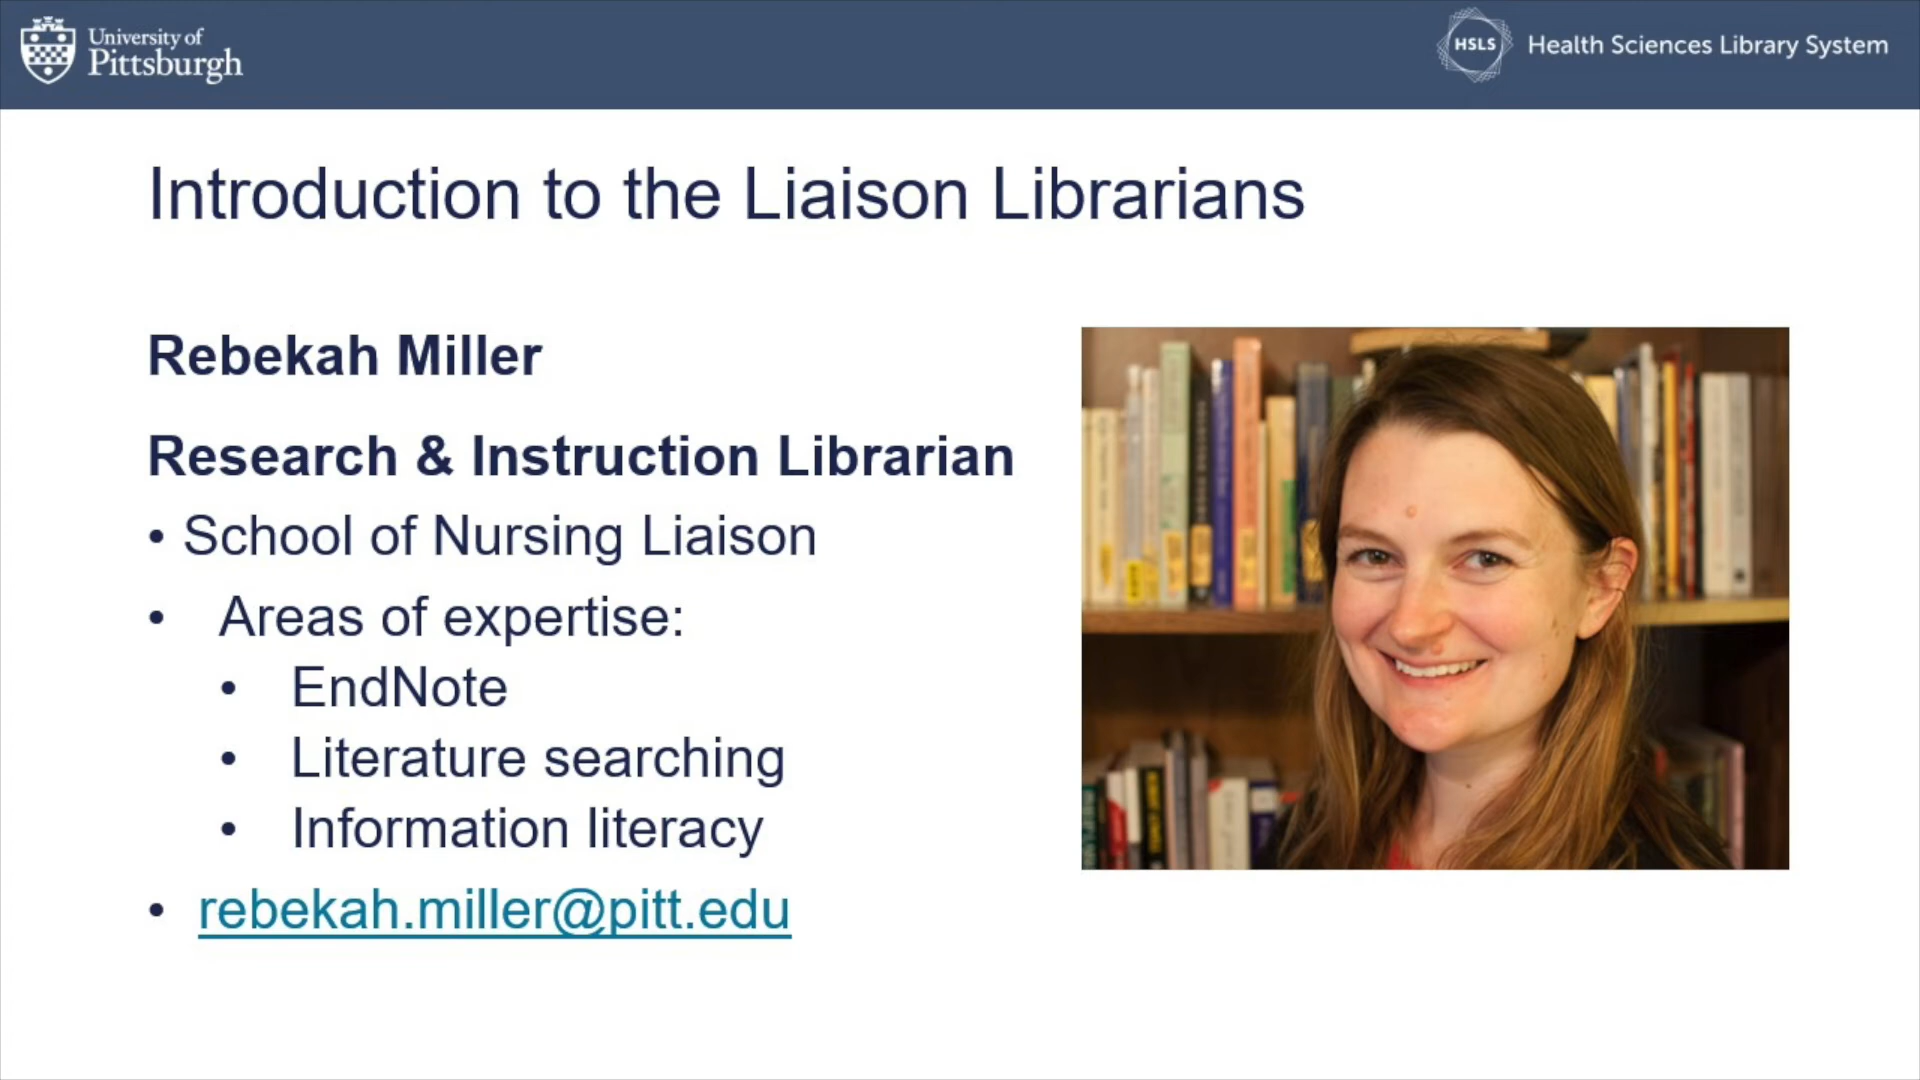 University of
Pittsburgh
HSLS Health Sciences Library System
Introduction to the Liaison Librarians
Rebekah Miller
Research & Instruction Librarian
• School of Nursing Liaison
• Areas of expertise:
• EndNote
• Literature searching
• Information literacy
• rebekah.miller@pitt.edu